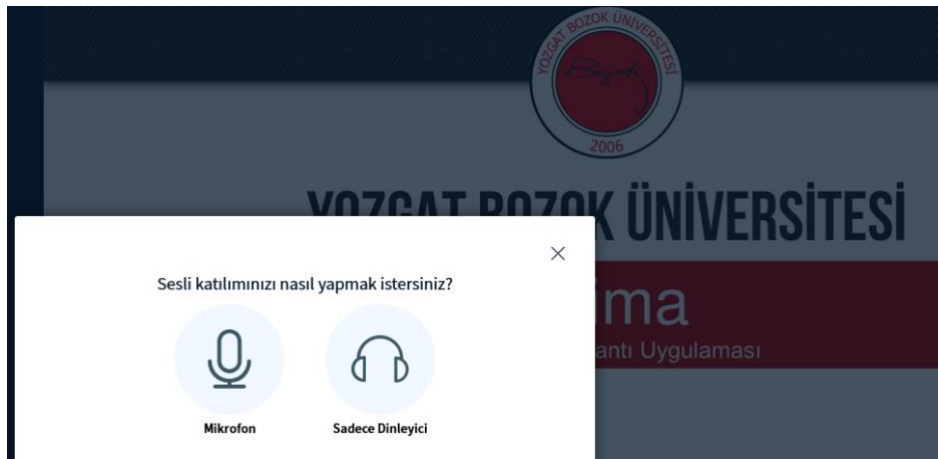 YOZGAT BOZOK ÜNİVERSİTESİ
Bozok
2006
YOZGAT BOZOK ÜNİVERSİTESİ
Sesli katılımınızı nasıl yapmak istersiniz?
ima
antı Uygulaması
Mikrofon
Sadece Dinleyici